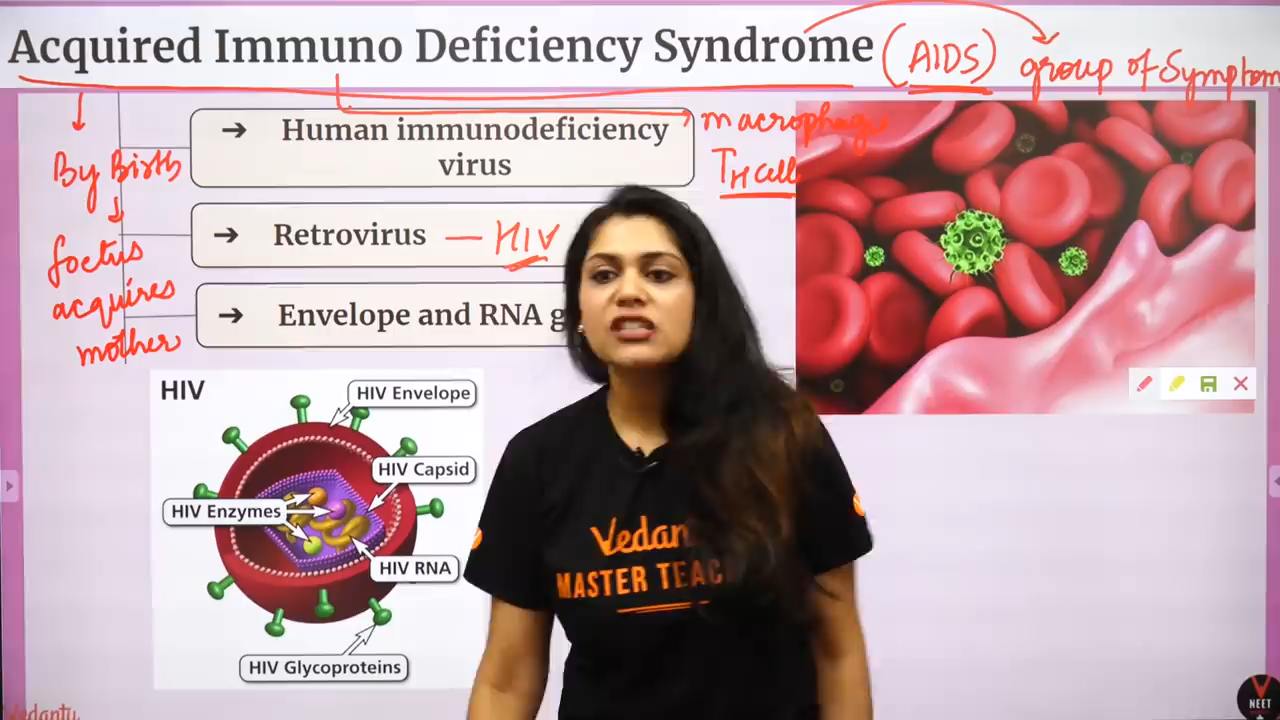 Acquired Immuno Deficiency Syndrome (AIDS)
group of Symptom
→ Human immunodeficiency
virus
macrophage
TH cell
By Birth
foetus
acquires
mother
→ Retrovirus — HIV
→ Envelope and RNA g
HIV
HIV Envelope
HIV Capsid
HIV Enzymes
HIV RNA
HIV Glycoproteins
Vedan
MASTER TEAC
Vedantu
V
NEET